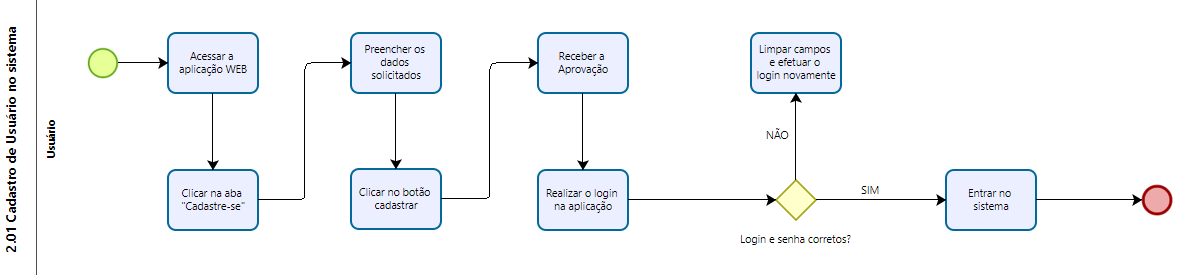 2.01 Cadastro de Usuário no sistema
Usuário
Acessar a
aplicação WEB
Clicar na aba
"Cadastre-se"
Preencher os
dados
solicitados
Clicar no botão
cadastrar
Receber a
Aprovação
Realizar o login
na aplicação
Login e senha corretos?
NÃO
Limpar campos
e efetuar o
login novamente
SIM
Entrar no
sistema